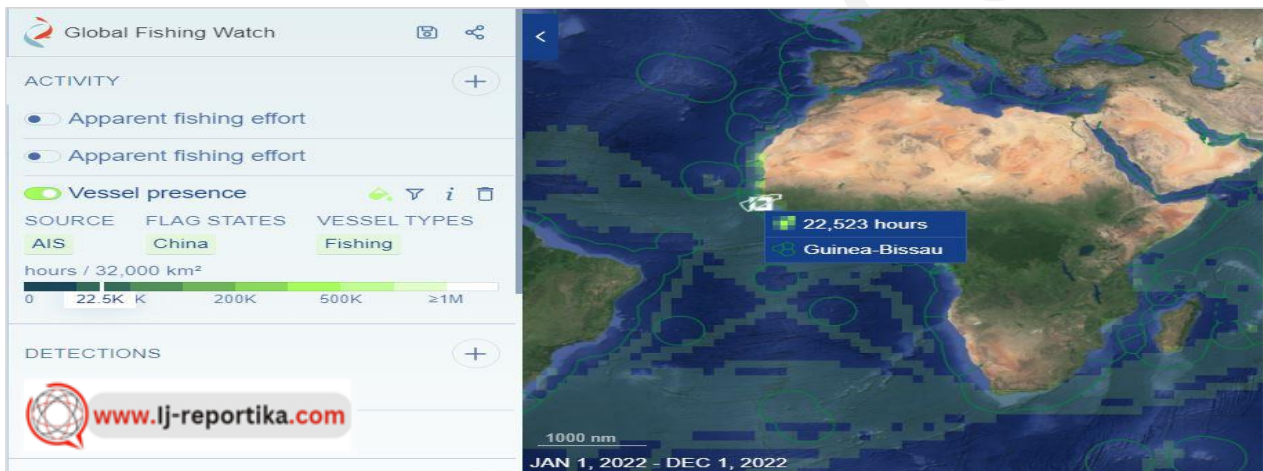 Global Fishing Watch
ACTIVITY
Apparent fishing effort
Apparent fishing effort
Vessel presence
SOURCE FLAG STATES VESSEL TYPES
AIS China Fishing
hours / 32,000 km²
0 22.5K K 200K 500K ≥1M
DETECTIONS
www.lj-reportika.com
22,523 hours
Guinea-Bissau
1000 nm
JAN 1, 2022 - DEC 1, 2022